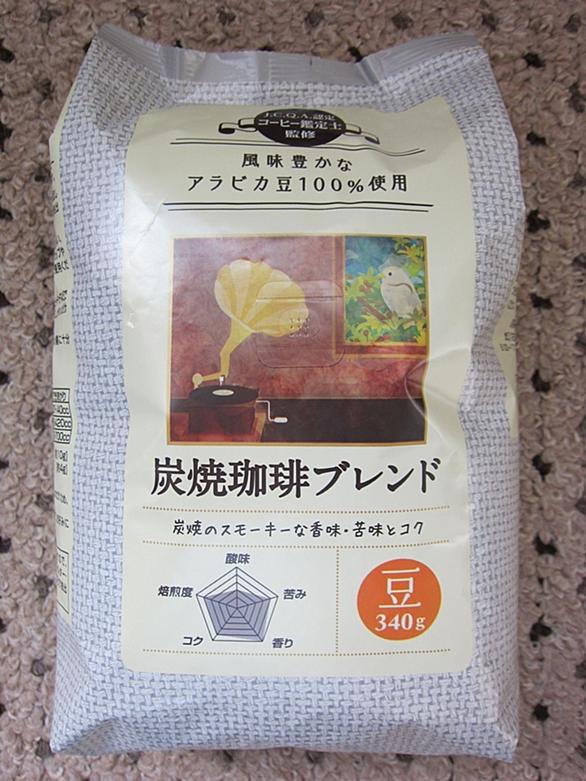 J.C.Q.A.認定
コーヒー鑑定士
監修
風味豊かな
アラビカ豆100%使用
炭焼珈琲ブレンド
炭焼のスモーキーな香味・苦味とコク
酸味
焙煎度
苦み
コク
香り
豆
340g